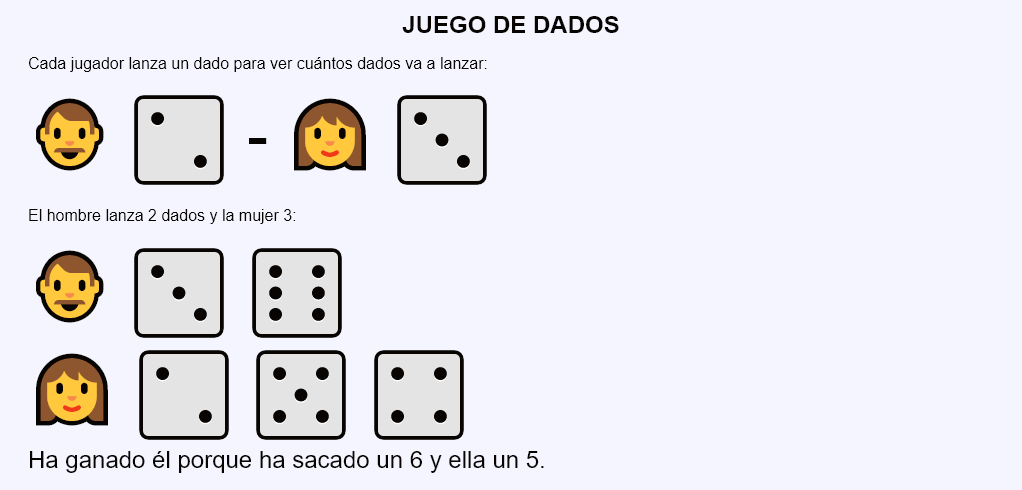 JUEGO DE DADOS
Cada jugador lanza un dado para ver cuántos dados va a lanzar:
-
El hombre lanza 2 dados y la mujer 3:
Ha ganado él porque ha sacado un 6 y ella un 5.